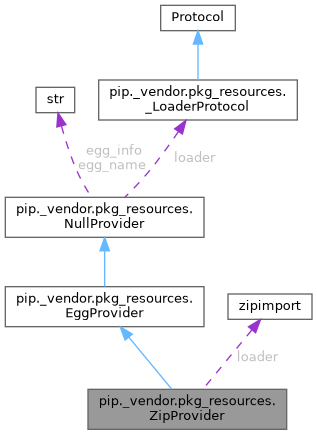 Protocol
str
pip._vendor.pkg_resources.
_LoaderProtocol
egg_info
egg_name
loader
pip._vendor.pkg_resources.
NullProvider
pip._vendor.pkg_resources.
EggProvider
zipimport
loader
pip._vendor.pkg_resources.
ZipProvider